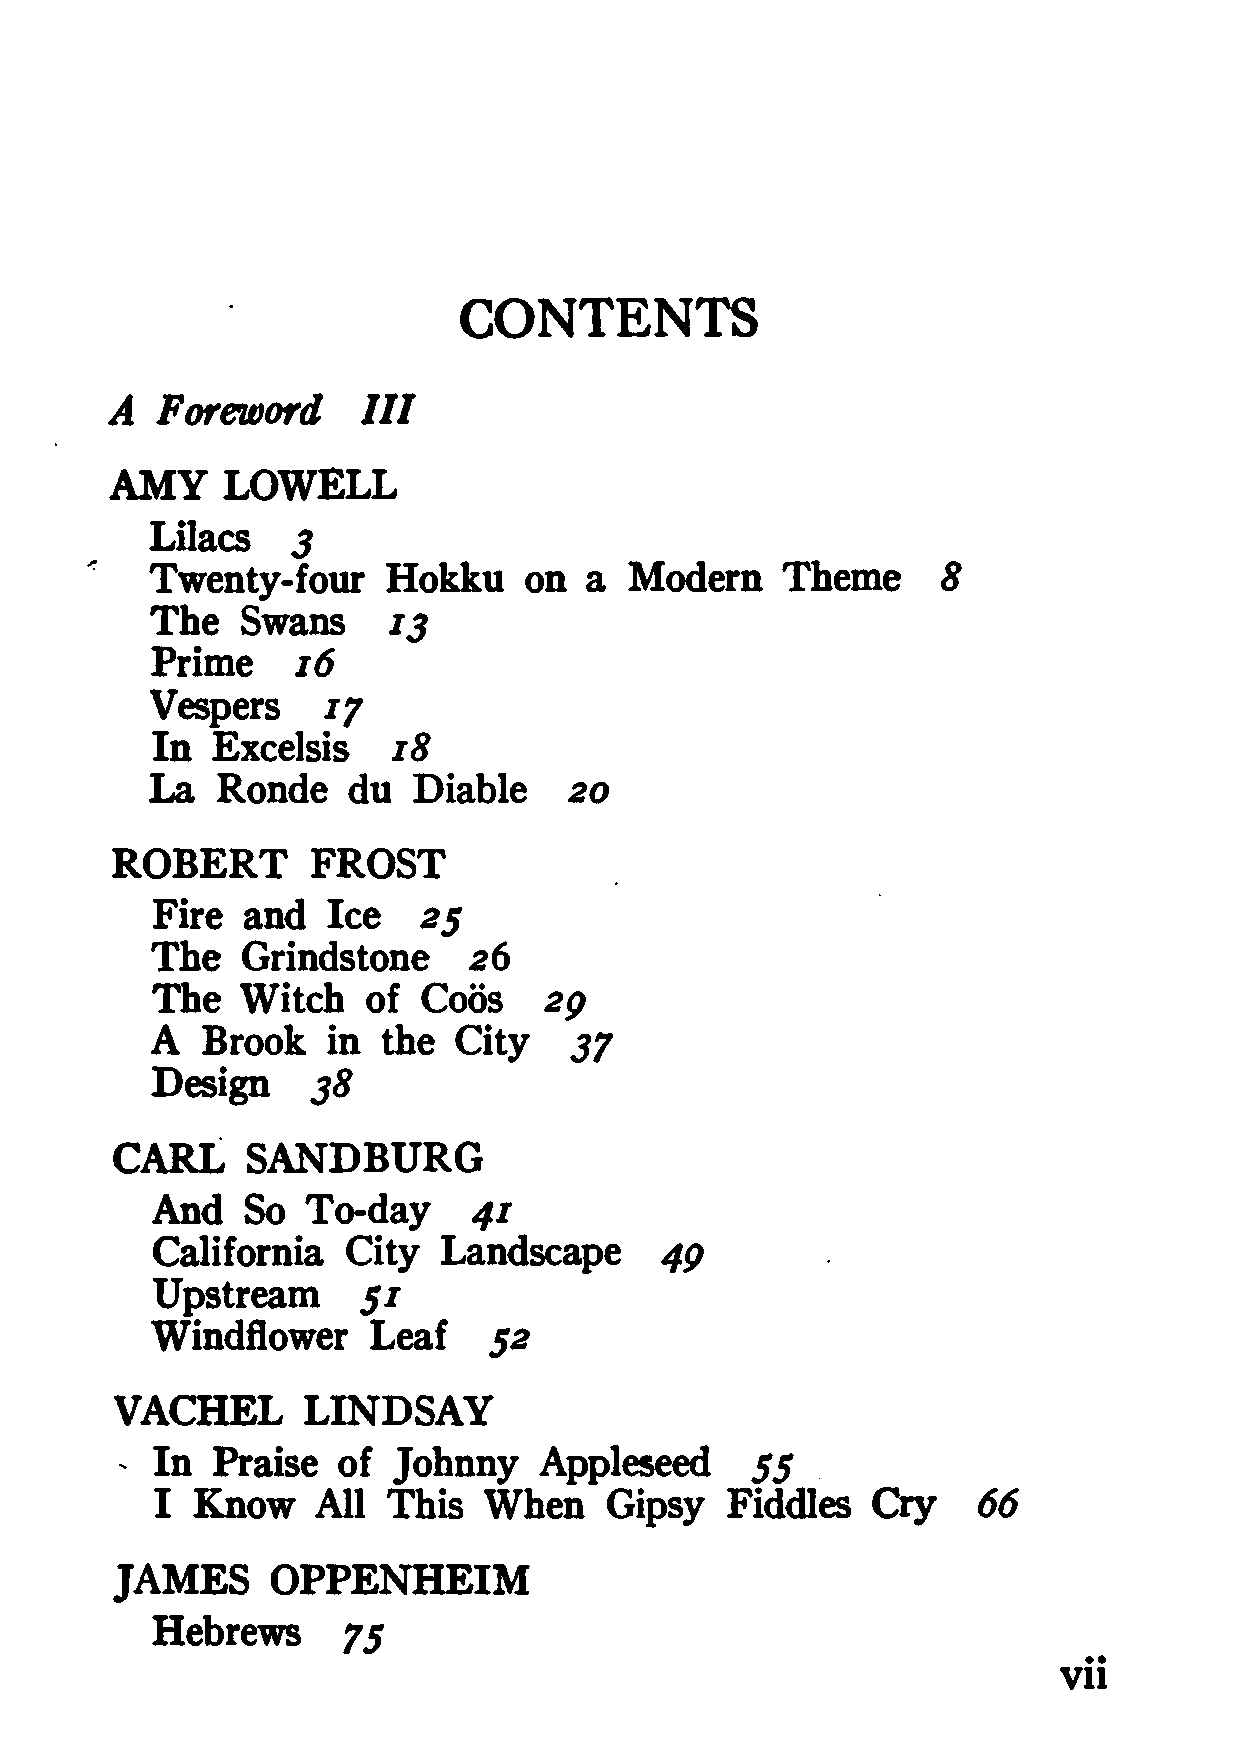 CONTENTS
A Foreword III
AMY LOWELL
Lilacs 3
Twenty-four Hokku on a Modern Theme 8
The Swans 13
Prime 16
Vespers 17
In Excelsis 18
La Ronde du Diable 20
ROBERT FROST
Fire and Ice 25
The Grindstone 26
The Witch of Coös 29
A Brook in the City 37
Design 38
CARL SANDBURG
And So To-day 41
California City Landscape 49
Upstream 51
Windflower Leaf 52
VACHEL LINDSAY
In Praise of Johnny Appleseed 55
I Know All This When Gipsy Fiddles Cry 66
JAMES OPPENHEIM
Hebrews 75
vii